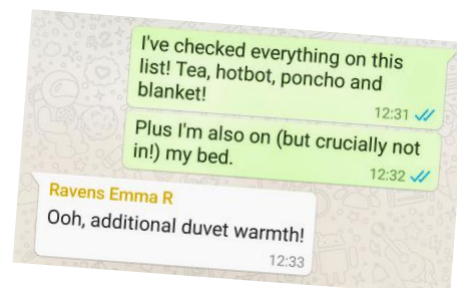 I've checked everything on this
list! Tea, hotbot, poncho and
blanket!
12:31
Plus I'm also on (but crucially not
in!) my bed.
12:32
Ravens Emma R
Ooh, additional duvet warmth!
12:33